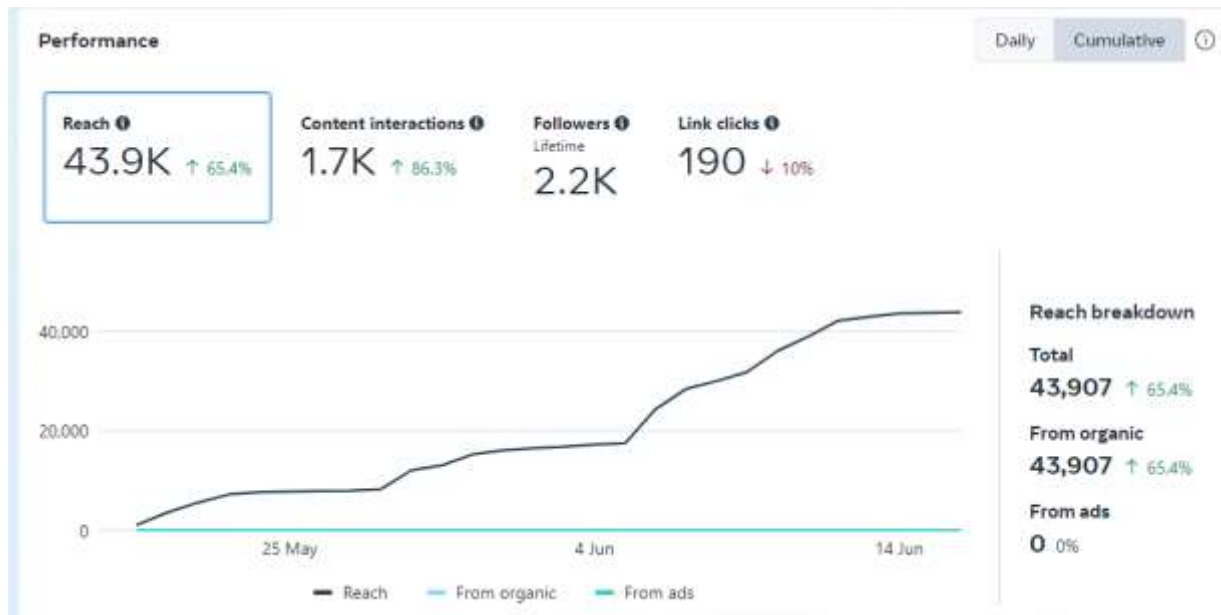 Performance
Daily Cumulative
Reach Content interactions Followers Link clicks
Lifetime
43.9K ↑ 65.4% 1.7K ↑ 86.3% 2.2K 190 ↓ 10%
Reach breakdown
Total
43,907 ↑ 65.4%
From organic
43,907 ↑ 65.4%
From ads
0 0%
40,000
20,000
0
25 May 4 Jun 14 Jun
Reach From organic From ads